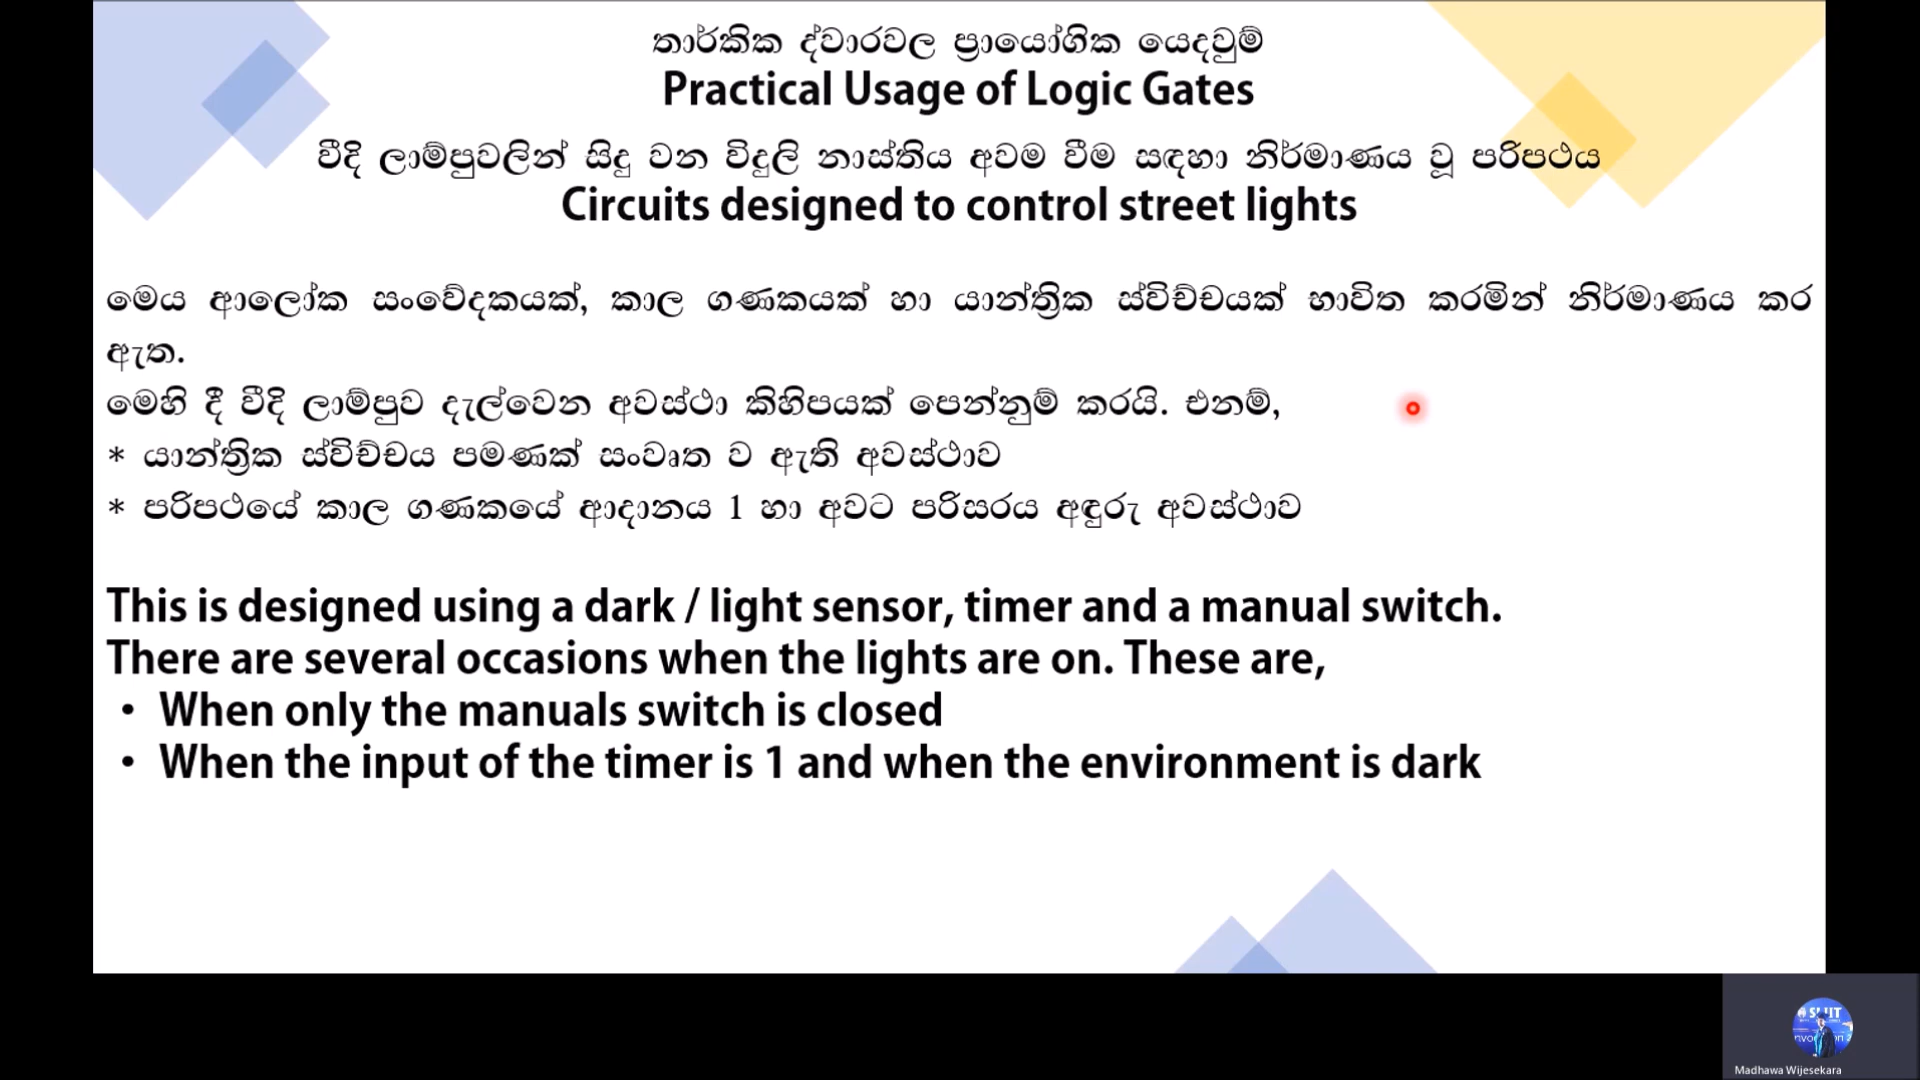 තාර්කික ද්වාරවල ප්‍රායෝගික යෙදවුම්
Practical Usage of Logic Gates
වීදි ලාම්පුවලින් සිදු වන විදුලි නාස්තිය අවම වීම සඳහා නිර්මාණය වූ පරිපථය
Circuits designed to control street lights
මෙය ආලෝක සංවේදකයක්, කාල ගණකයක් හා යාන්ත්‍රික ස්විච්චයක් භාවිත කරමින් නිර්මාණය කර
ඇත.
මෙහි දී වීදි ලාම්පුව දැල්වෙන අවස්ථා කිහිපයක් පෙන්නුම් කරයි. එනම්,
* යාන්ත්‍රික ස්විච්චය පමණක් සංවෘත ව ඇති අවස්ථාව
* පරිපථයේ කාල ගණකයේ ආදානය 1 හා අවට පරිසරය අඳුරු අවස්ථාව
This is designed using a dark / light sensor, timer and a manual switch.
There are several occasions when the lights are on. These are,
• When only the manuals switch is closed
• When the input of the timer is 1 and when the environment is dark
Madhawa Wijesekara